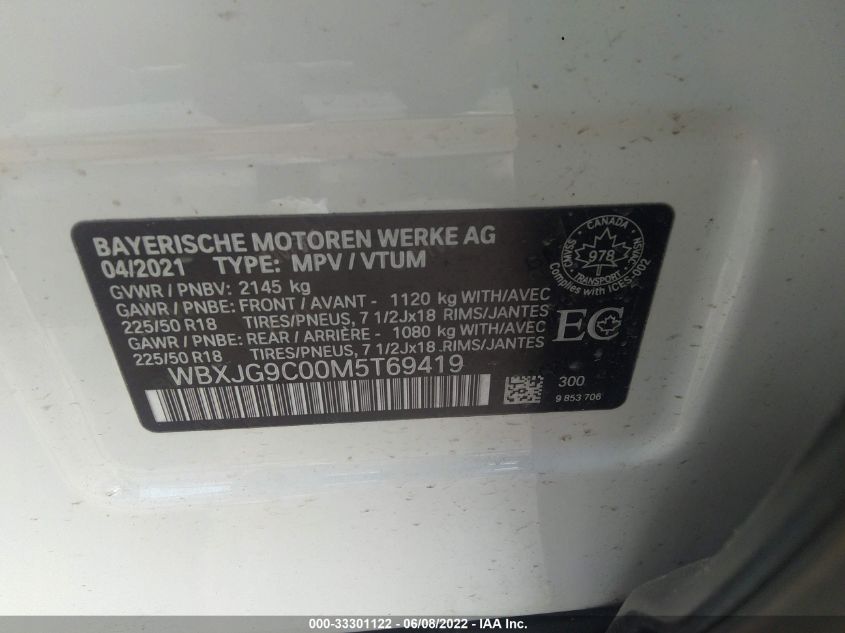 BAYERISCHE MOTOREN WERKE AG
04/2021 TYPE: MPV / VTUM
GVWR / PNBV: 2145 kg
GAWR / PNBE: FRONT / AVANT - 1120 kg WITH/AVEC
225/50 R18 TIRES/PNEUS, 7 1/2Jx18 RIMS/JANTES
GAWR / PNBE: REAR / ARRIÈRE - 1080 kg WITH/AVEC
225/50 R18 TIRES/PNEUS, 7 1/2Jx18 .RIMS/JANTES
WBXJG9C00M5T69419
CANADA
CMVSS
NSVAC
978
TRANSPORT
Complies with ICES-002
EC
300
9 853 706
000-33301122 - 06/08/2022 - IAA Inc.